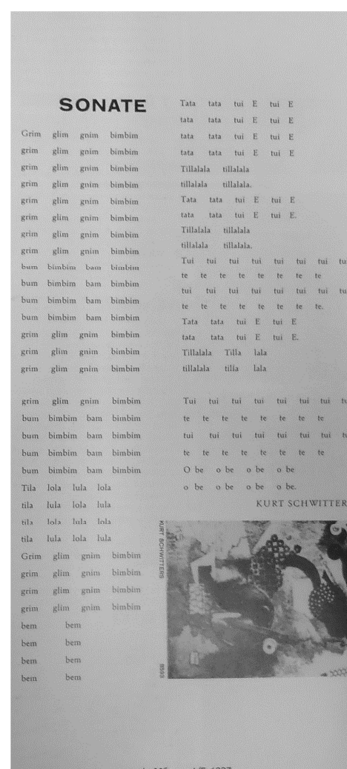 SONATE
Grim glim gnim bimbim
grim glim gnim bimbim
grim glim gnim bimbim
grim glim gnim bimbim
grim glim gnim bimbim
grim glim gnim bimbim
grim glim gnim bimbim
grim glim gnim bimbim
bum bimbim bam bimbim
bum bimbim bam bimbim
bum bimbim bam bimbim
bum bimbim bam bimbim
grim glim gnim bimbim
grim glim gnim bimbim
grim glim gnim bimbim
grim glim gnim bimbim
bum bimbim bam bimbim
bum bimbim bam bimbim
bum bimbim bam bimbim
bum bimbim bam bimbim
Tila lola lula lola
tila lola lula lola
tila lola lula lola
tila lola lula lola
Grim glim gnim bimbim
grim glim gnim bimbim
grim glim gnim bimbim
grim glim gnim bimbim
bem bem
bem bem
bem bem
bem bem
Tata tata tui E tui E
tata tata tui E tui E
tata tata tui E tui E
tata tata tui E tui E
Tillalala tillalala
tillalala tillalala.
Tata tata tui E tui E
tata tata tui E tui E.
Tillalala tillalala
tillalala tillalala.
Tui tui tui tui tui tui tui tu
te te te te te te te
tui tui tui tui tui tui tui tu
te te te te te te te.
Tata tata tui E tui E
tata tata tui E tui E.
Tillalala Tilla lala
tillalala tilla lala
Tui tui tui tui tui tui tui
te te te te te te te
tui tui tui tui tui tui tui
te te te te te te te
O be o be o be o be
o be o be o be o be.
KURT SCHWITTER
KURT SCHWITTERS